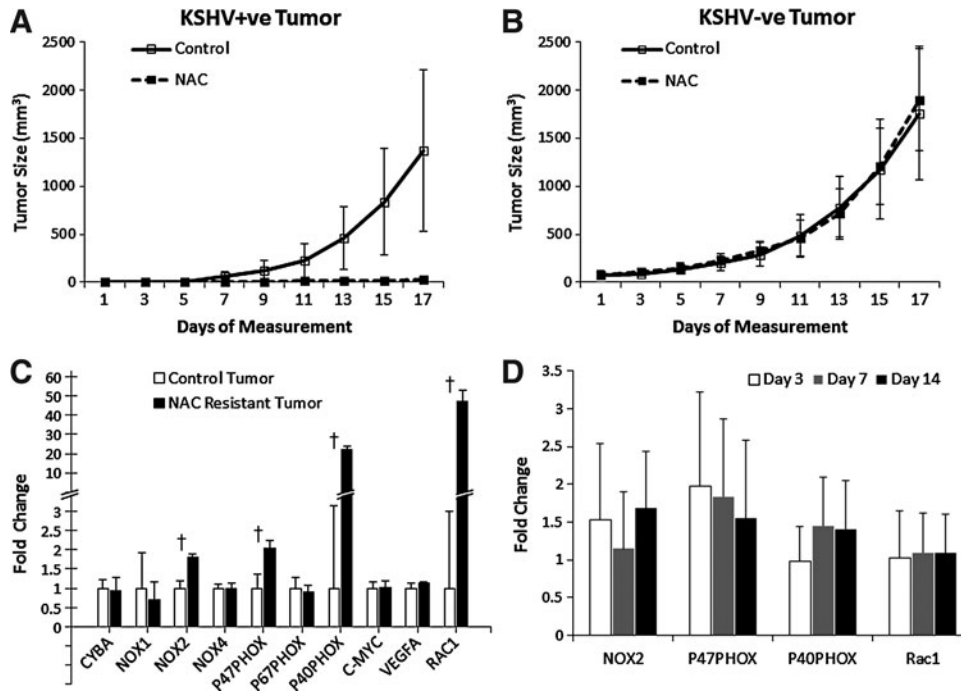 A
KSHV+ve Tumor
Control
NAC
Tumor Size (mm³)
2500
2000
1500
1000
500
0
1 3 5 7 9 11 13 15 17
Days of Measurement
B
KSHV-ve Tumor
Control
NAC
Tumor Size (mm³)
2500
2000
1500
1000
500
0
1 3 5 7 9 11 13 15 17
Days of Measurement
C
Control Tumor
NAC Resistant Tumor
Fold Change
60
50
40
30
20
10
3
2.5
2
1.5
1
0.5
0
†
†
†
†
CYBA
NOX1
NOX2
NOX4
P47PHOX
P67PHOX
P40PHOX
C-MYC
VEGFA
RAC1
D
Day 3 Day 7 Day 14
Fold Change
3.5
3
2.5
2
1.5
1
0.5
0
NOX2 P47PHOX P40PHOX Rac1